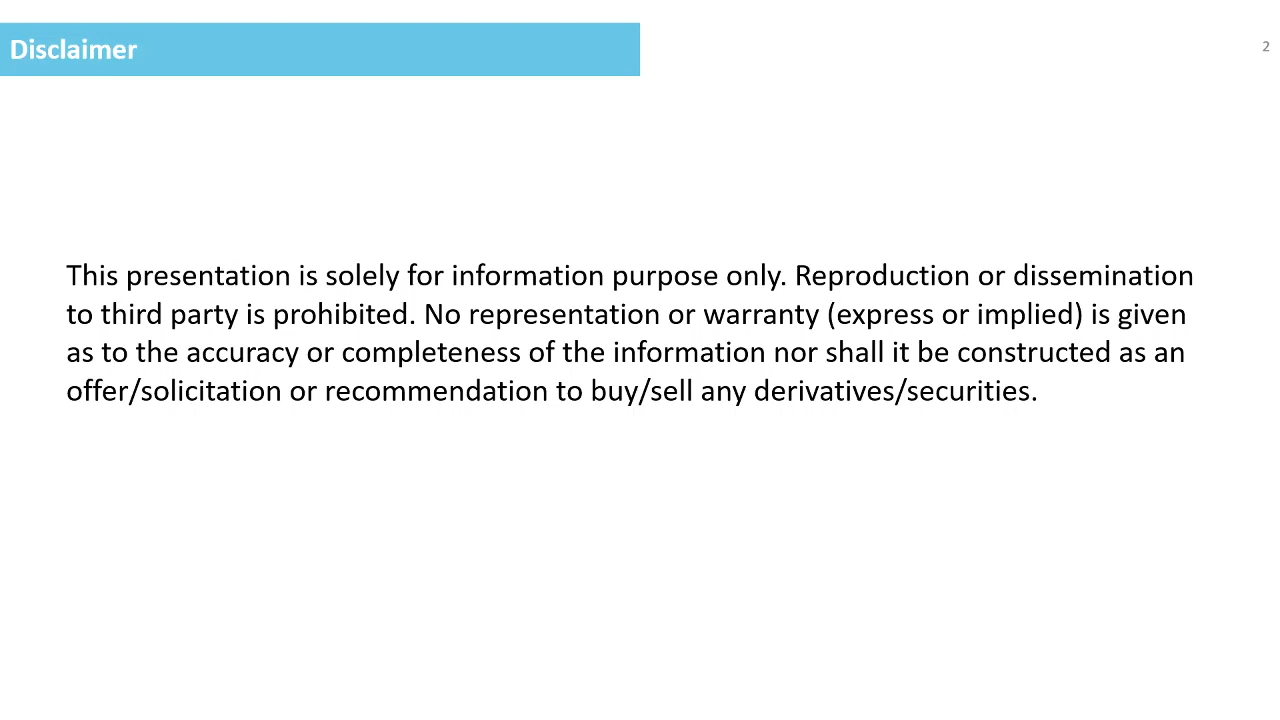 Disclaimer
2
This presentation is solely for information purpose only. Reproduction or dissemination
to third party is prohibited. No representation or warranty (express or implied) is given
as to the accuracy or completeness of the information nor shall it be constructed as an
offer/solicitation or recommendation to buy/sell any derivatives/securities.